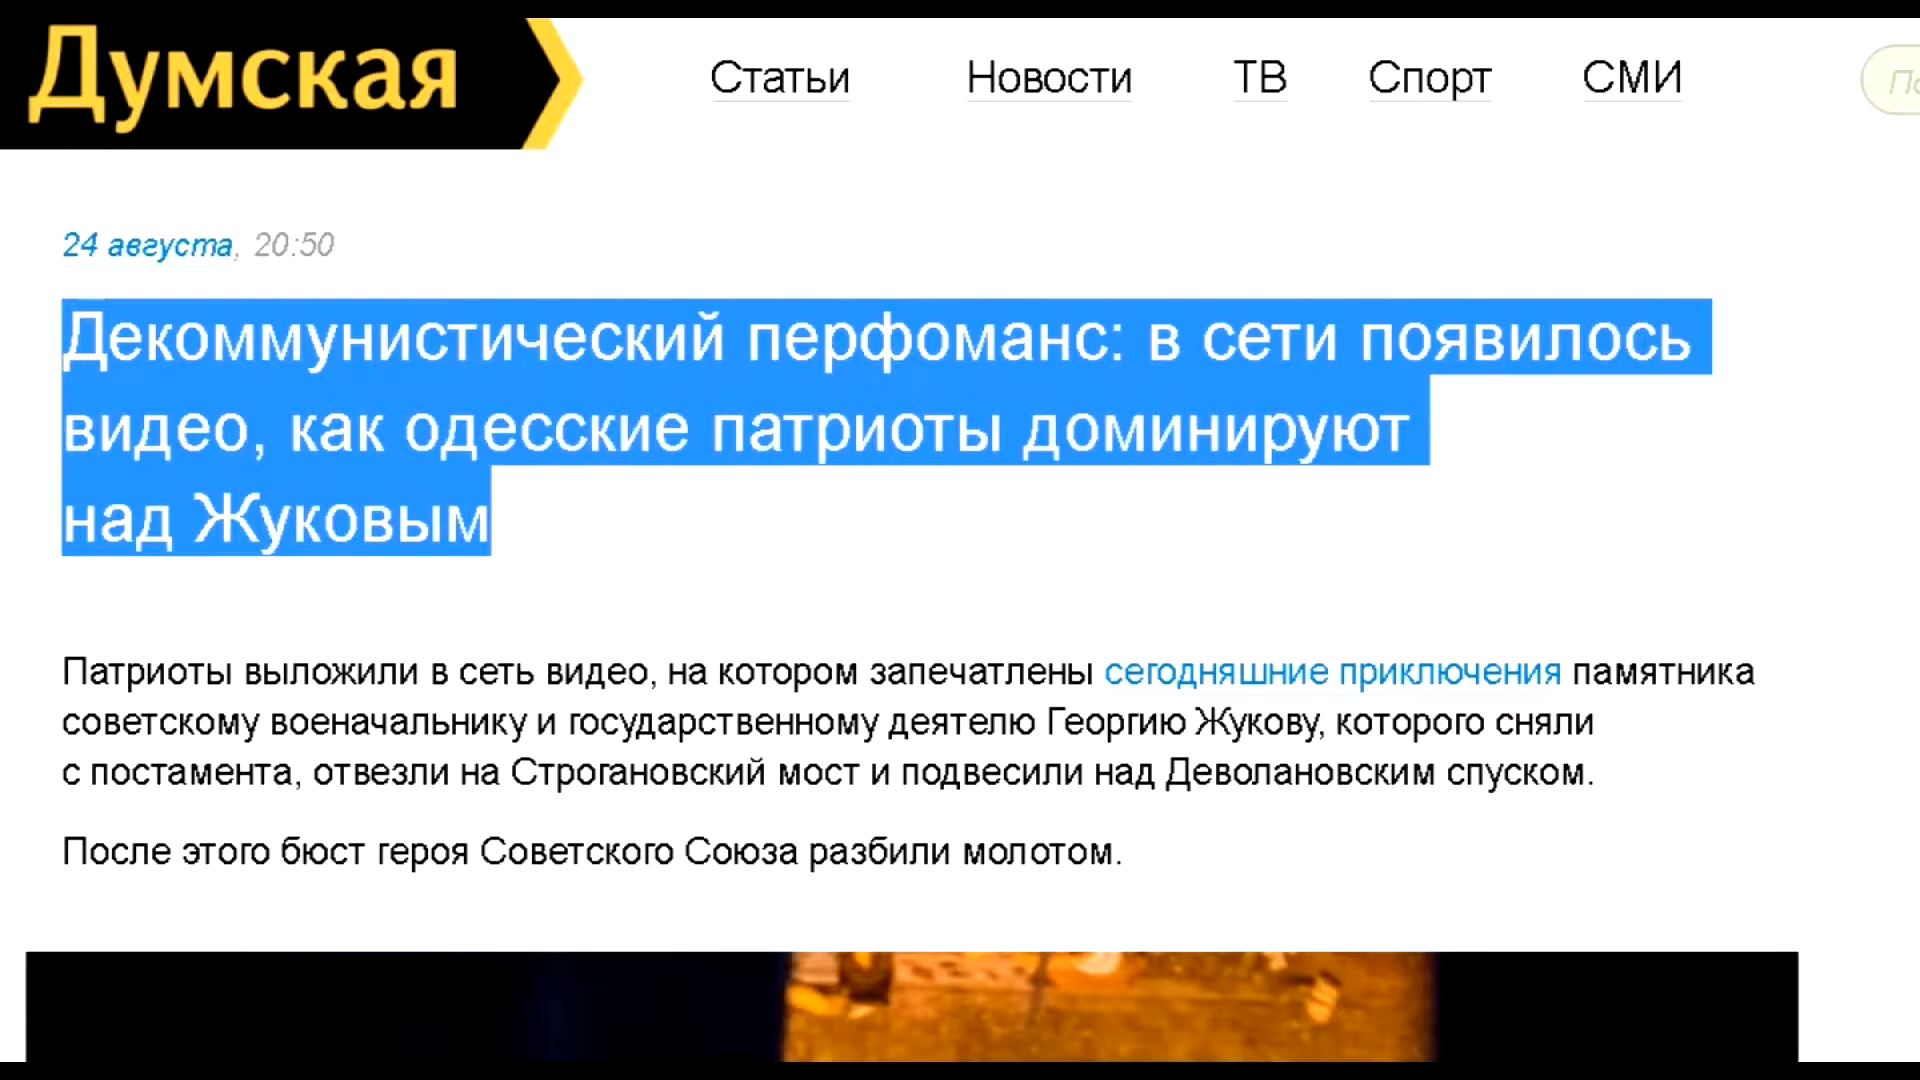 Думская
Статьи Новости ТВ Спорт СМИ
24 августа, 20:50
Декоммунистический перфоманс: в сети появилось
видео, как одесские патриоты доминируют
над Жуковым
Патриоты выложили в сеть видео, на котором запечатлены сегодняшние приключения памятника
советскому военачальнику и государственному деятелю Георгию Жукову, которого сняли
с постамента, отвезли на Строгановский мост и подвесили над Деволановским спуском.
После этого бюст героя Советского Союза разбили молотом.